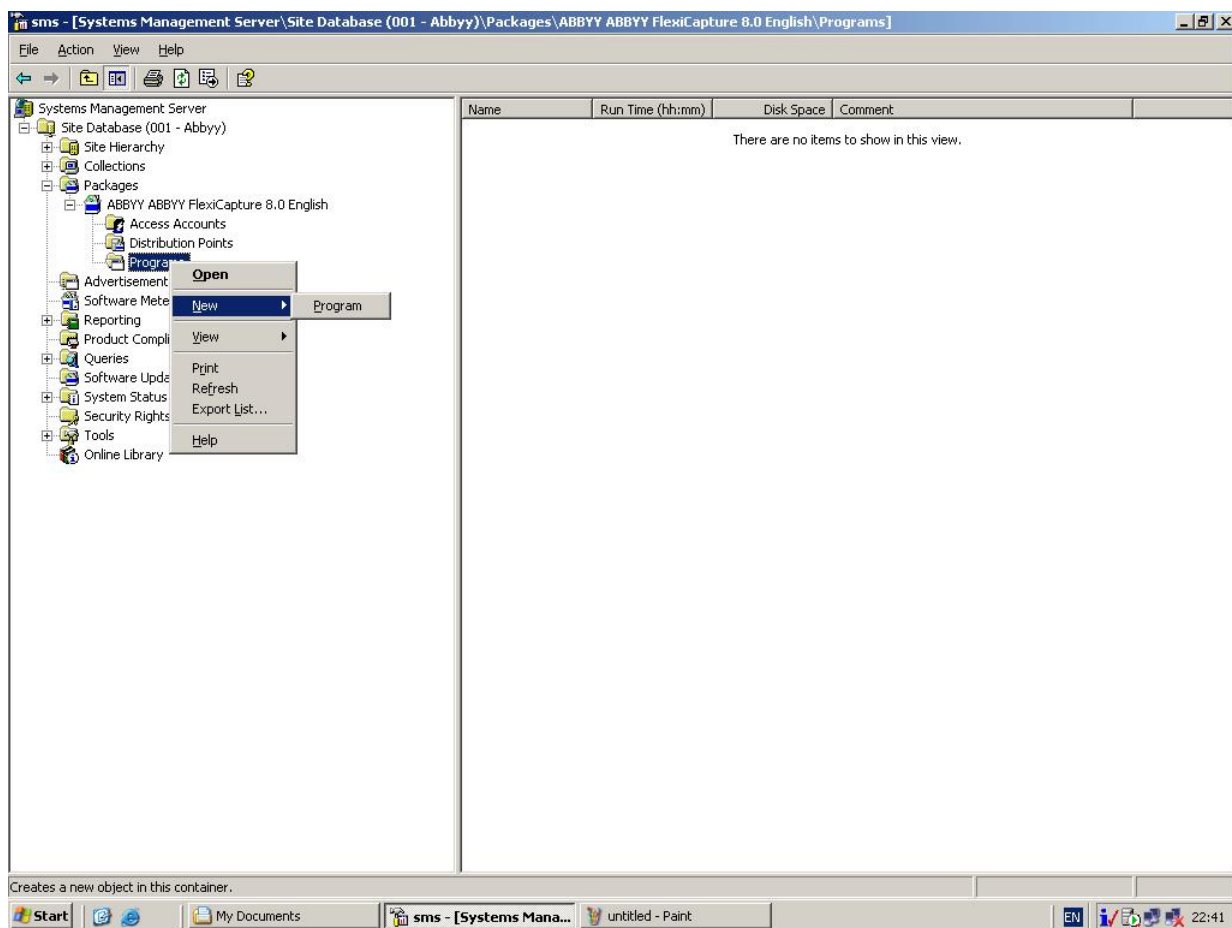 sms - [Systems Management Server\Site Database (001 - Abbyy)\Packages\ABBYY ABBYY FlexiCapture 8.0 English\Programs]
File Action View Help
Systems Management Server
Site Database (001 - Abbyy)
Site Hierarchy
Collections
Packages
ABBYY ABBYY FlexiCapture 8.0 English
Access Accounts
Distribution Points
Programs
Advertisement
Software Mete
Reporting
Product Compli
Queries
Software Upda
System Status
Security Rights
Tools
Online Library
Open
New
Program
View
Print
Refresh
Export List...
Help
Name Run Time (hh:mm) Disk Space Comment
There are no items to show in this view.
Creates a new object in this container.
Start My Documents sms - [Systems Mana... untitled - Paint EN 22:41